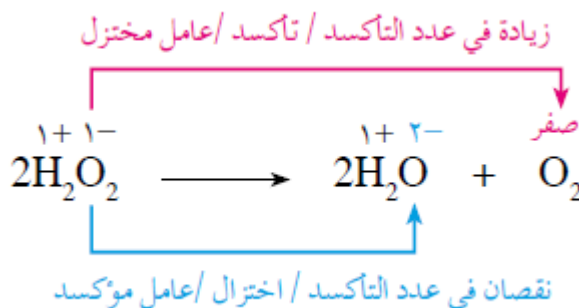 زيادة في عدد التأكسد / تأكسد /عامل مختزل
١+ ١− ١+ ٢− صفر
2H₂O₂ ⟶ 2H₂O + O₂
نقصان في عدد التأكسد / اختزال /عامل مؤكسد